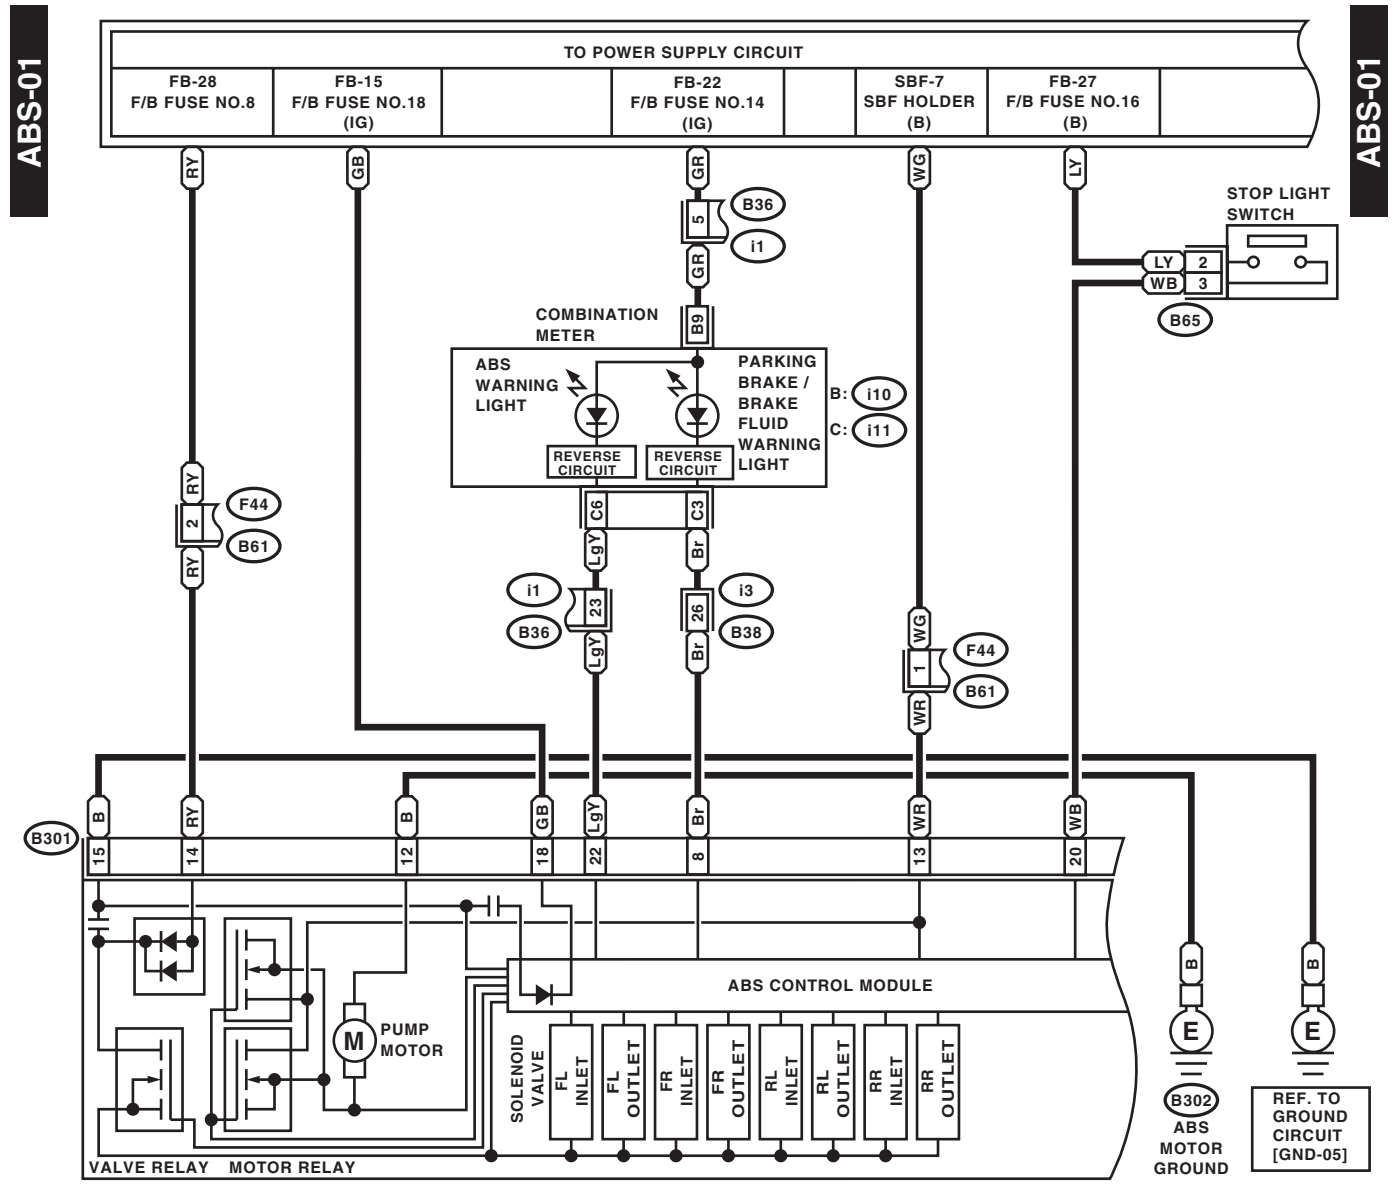 ABS-01
ABS-01
TO POWER SUPPLY CIRCUIT
FB-28
F/B FUSE NO.8
FB-15
F/B FUSE NO.18
(IG)
FB-22
F/B FUSE NO.14
(IG)
SBF-7
SBF HOLDER
(B)
FB-27
F/B FUSE NO.16
(B)
RY
GB
GR
WG
LY
5
B36
i1
GR
STOP LIGHT
SWITCH
LY
2
WB
3
B65
COMBINATION
METER
B9
ABS
WARNING
LIGHT
PARKING
BRAKE /
BRAKE
FLUID
WARNING
LIGHT
B: i10
C: i11
REVERSE
CIRCUIT
REVERSE
CIRCUIT
RY
2
RY
F44
B61
C6
C3
LgY
Br
i1
B36
23
26
i3
B38
LgY
Br
WG
1
WR
F44
B61
B
RY
B
GB
LgY
Br
WR
WB
B301
15
14
12
18
22
8
13
20
ABS CONTROL MODULE
M
PUMP
MOTOR
SOLENOID
VALVE
FL
INLET
FL
OUTLET
FR
INLET
FR
OUTLET
RL
INLET
RL
OUTLET
RR
INLET
RR
OUTLET
VALVE RELAY
MOTOR RELAY
B
B
E
E
B302
ABS
MOTOR
GROUND
REF. TO
GROUND
CIRCUIT
[GND-05]